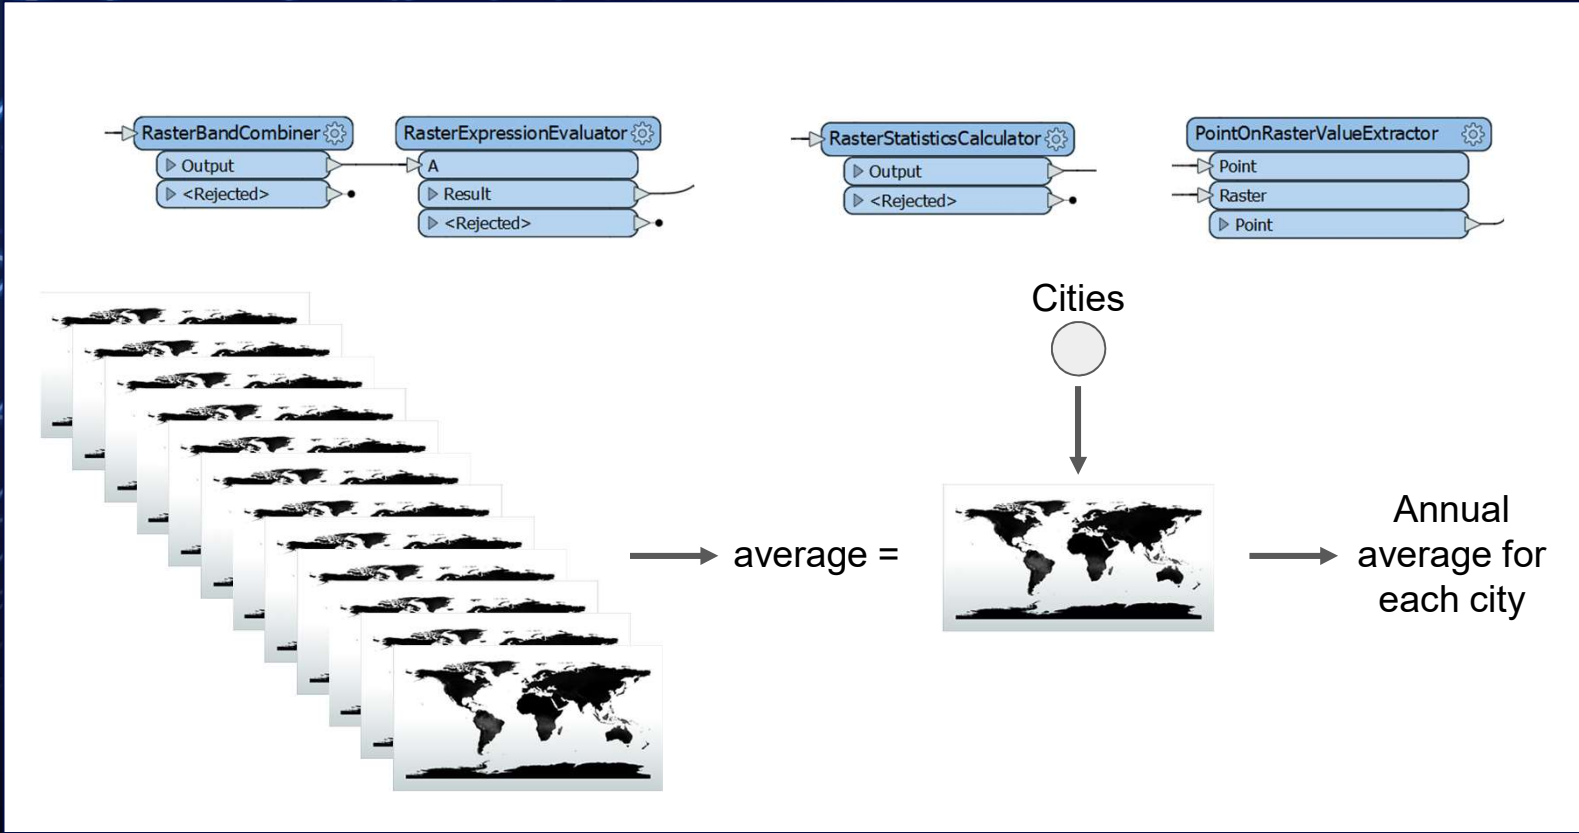 RasterBandCombiner
Output
<Rejected>
RasterExpressionEvaluator
A
Result
<Rejected>
RasterStatisticsCalculator
Output
<Rejected>
PointOnRasterValueExtractor
Point
Raster
Point
Cities
average =
Annual
average for
each city